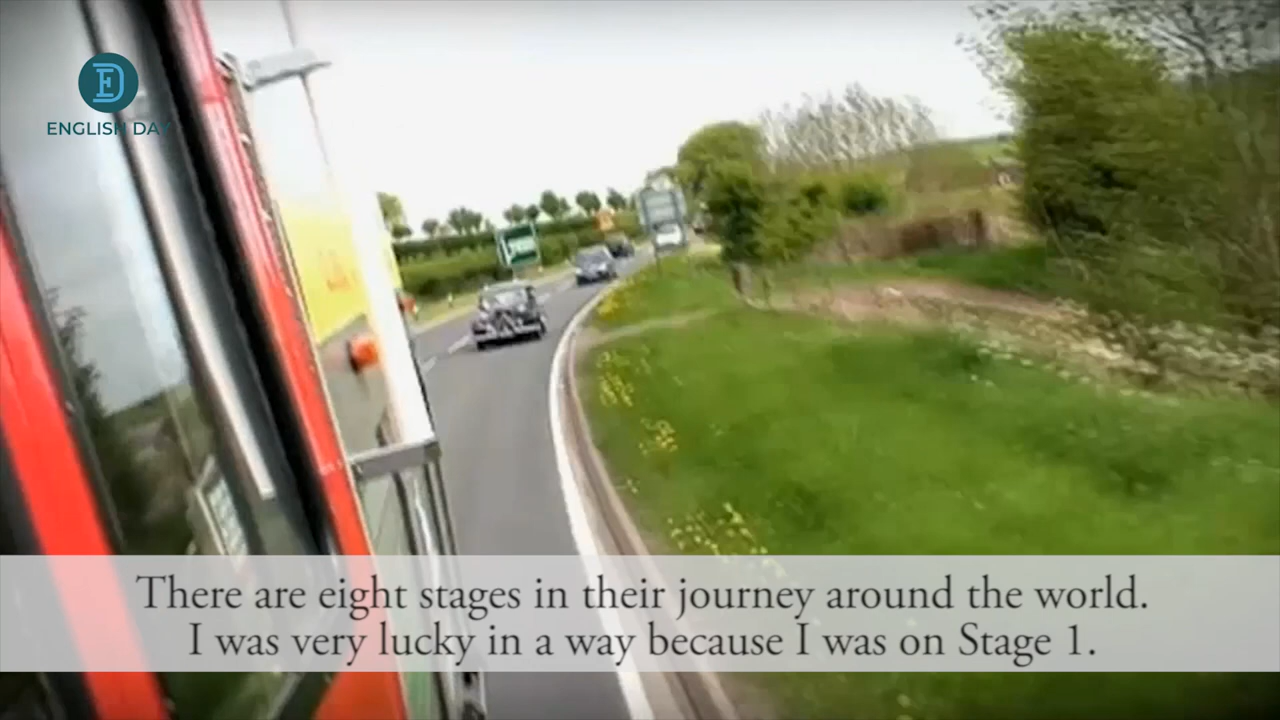 ENGLISH DAY
There are eight stages in their journey around the world.
I was very lucky in a way because I was on Stage 1.